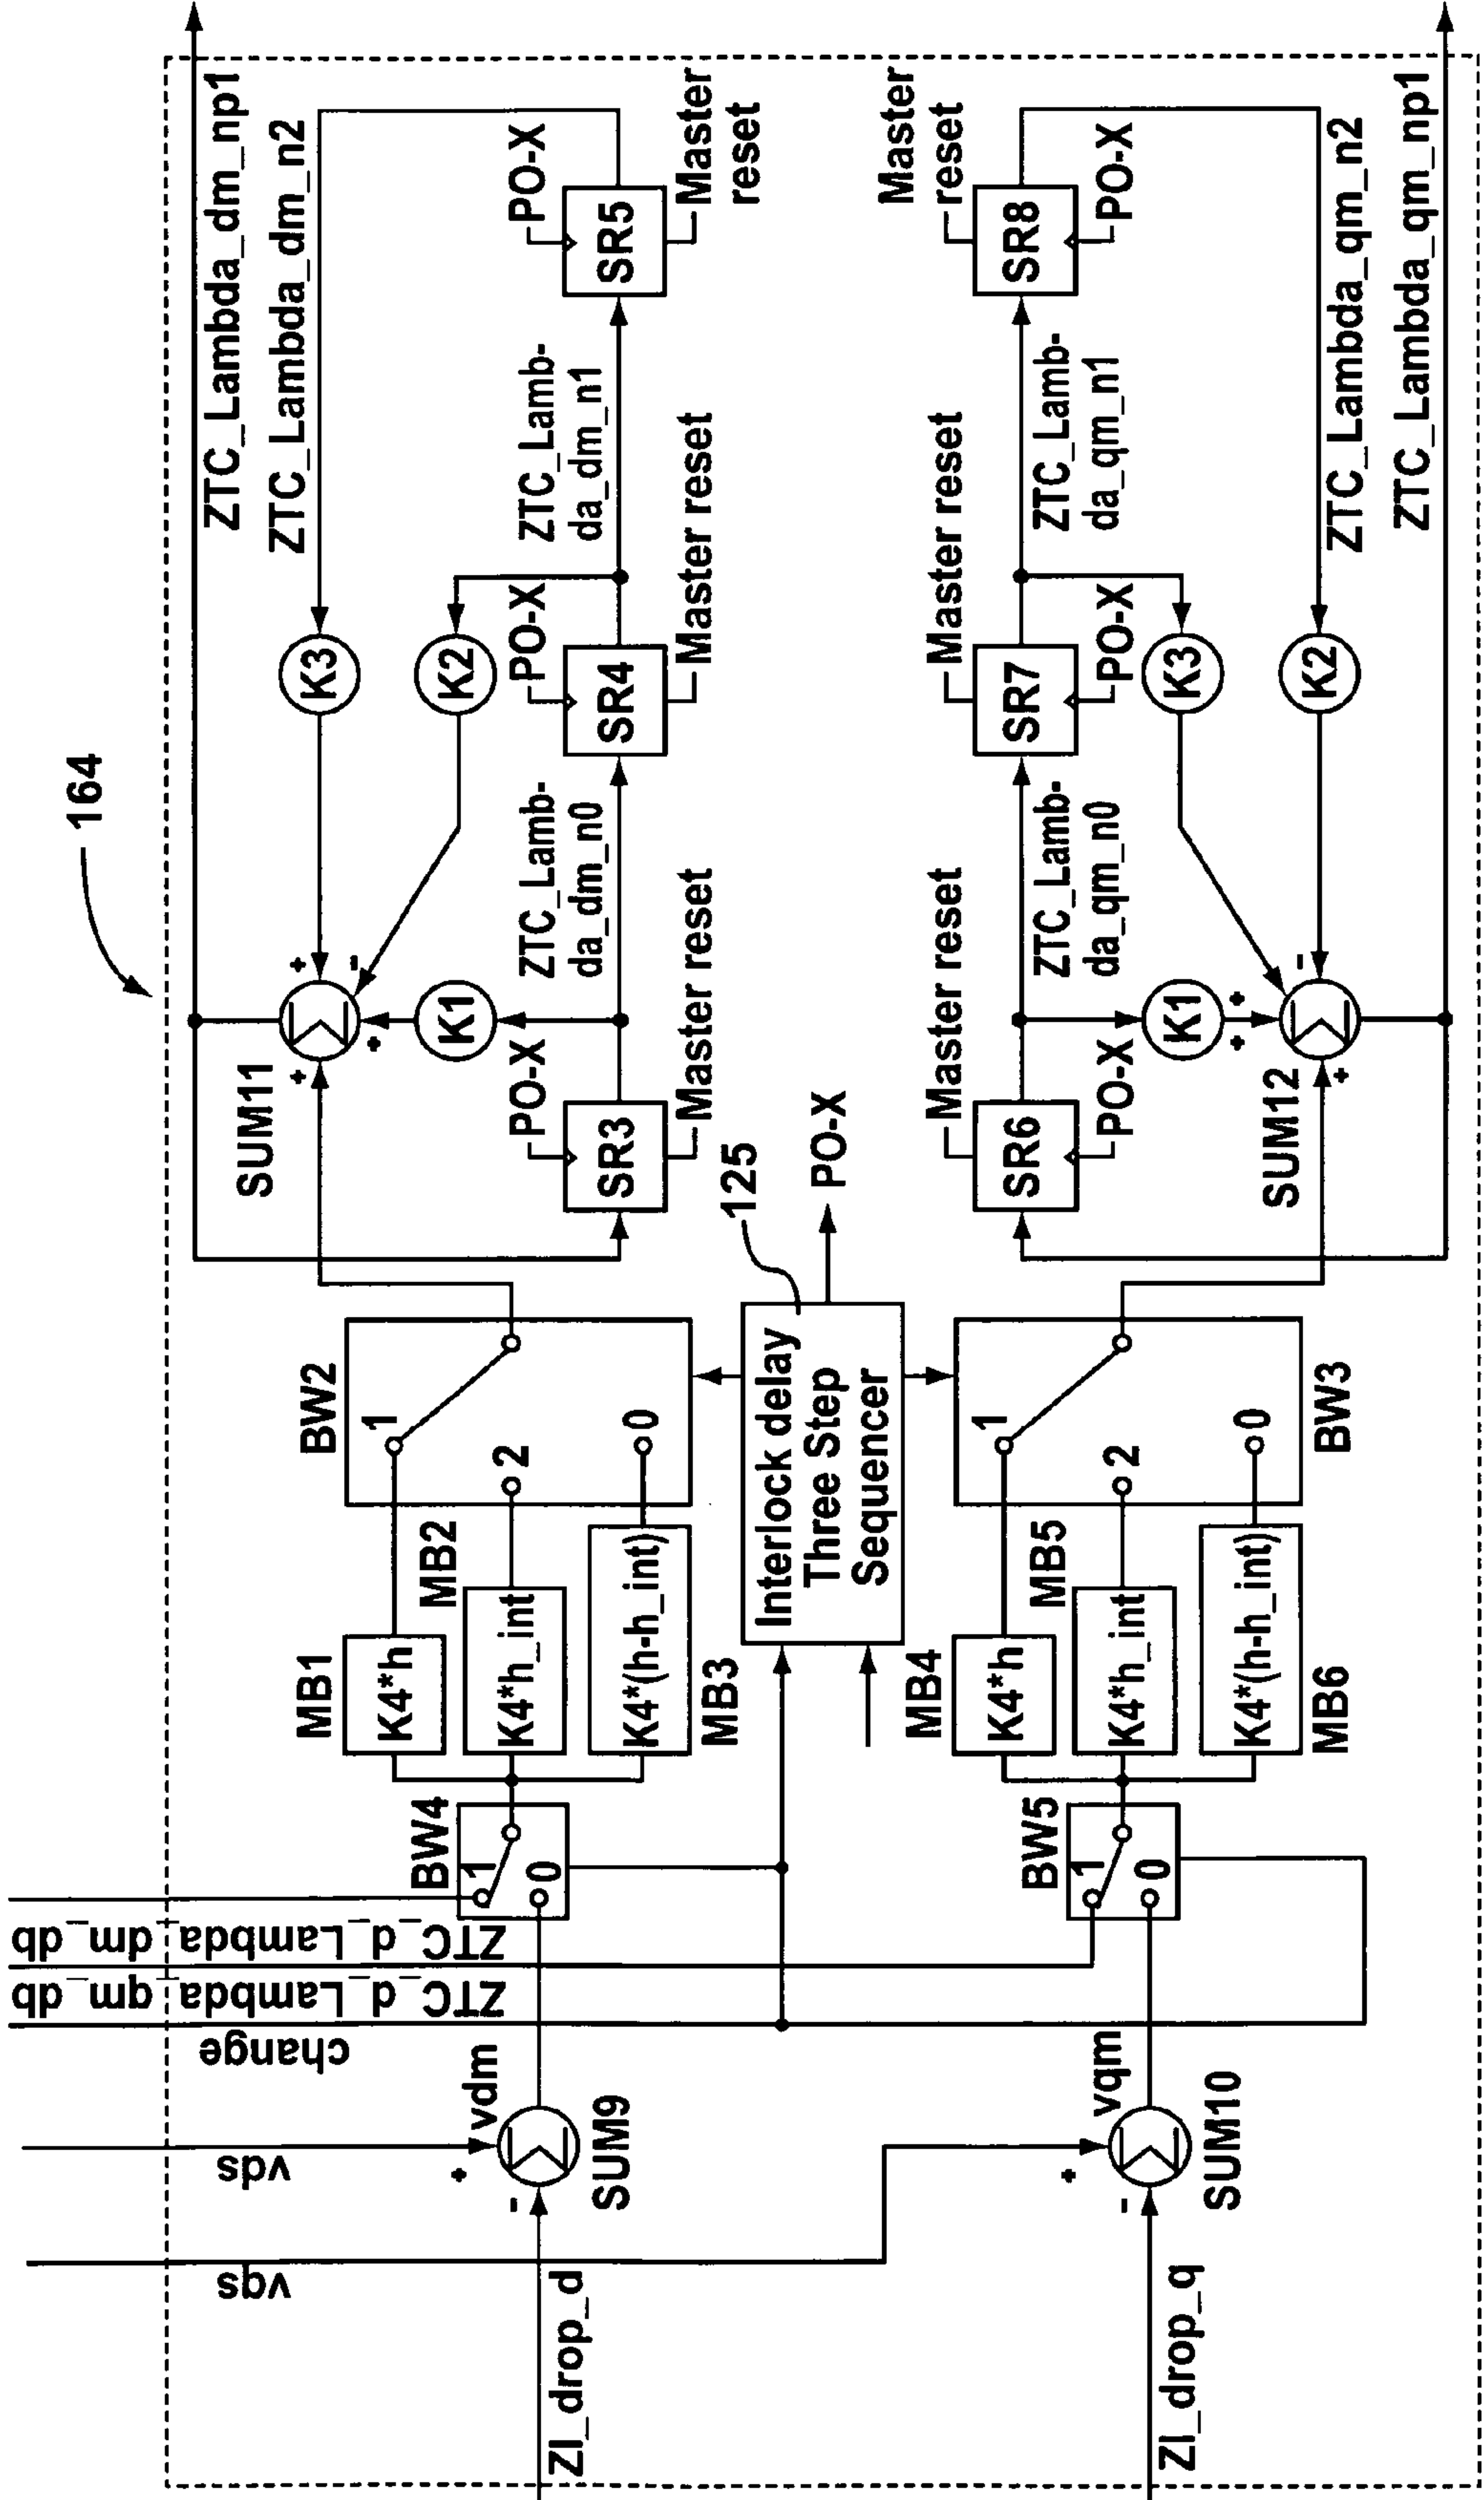 164
ZTC_Lambda_dm_np1
ZTC_Lambda_dm_n2
K3
K2
SUM11
+
-
+
+
K1
PO-X
SR3
Master reset
ZTC_Lamb-
da_dm_n0
PO-X
SR4
Master reset
ZTC_Lamb-
da_dm_n1
PO-X
SR5
Master
reset
BW2
1
2
0
MB1
K4*h
MB2
K4*h_int
MB3
K4*(h-h_int)
BW4
1
0
ZTC_d_Lambda_dm_db
ZTC_d_Lambda_qm_db
change
vds
vqs
vdm
+
-
SUM9
ZI_drop_d
125
PO-X
Interlock delay
Three Step
Sequencer
Master reset
SR6
PO-X
ZTC_Lamb-
da_qm_n0
Master reset
SR7
PO-X
ZTC_Lamb-
da_qm_n1
Master
reset
SR8
PO-X
K1
K3
K2
+
+
-
+
SUM12
ZTC_Lambda_qm_n2
ZTC_Lambda_qm_np1
BW3
1
2
0
MB4
K4*h
MB5
K4*h_int
MB6
K4*(h-h_int)
BW5
1
0
vqm
+
-
SUM10
ZI_drop_q